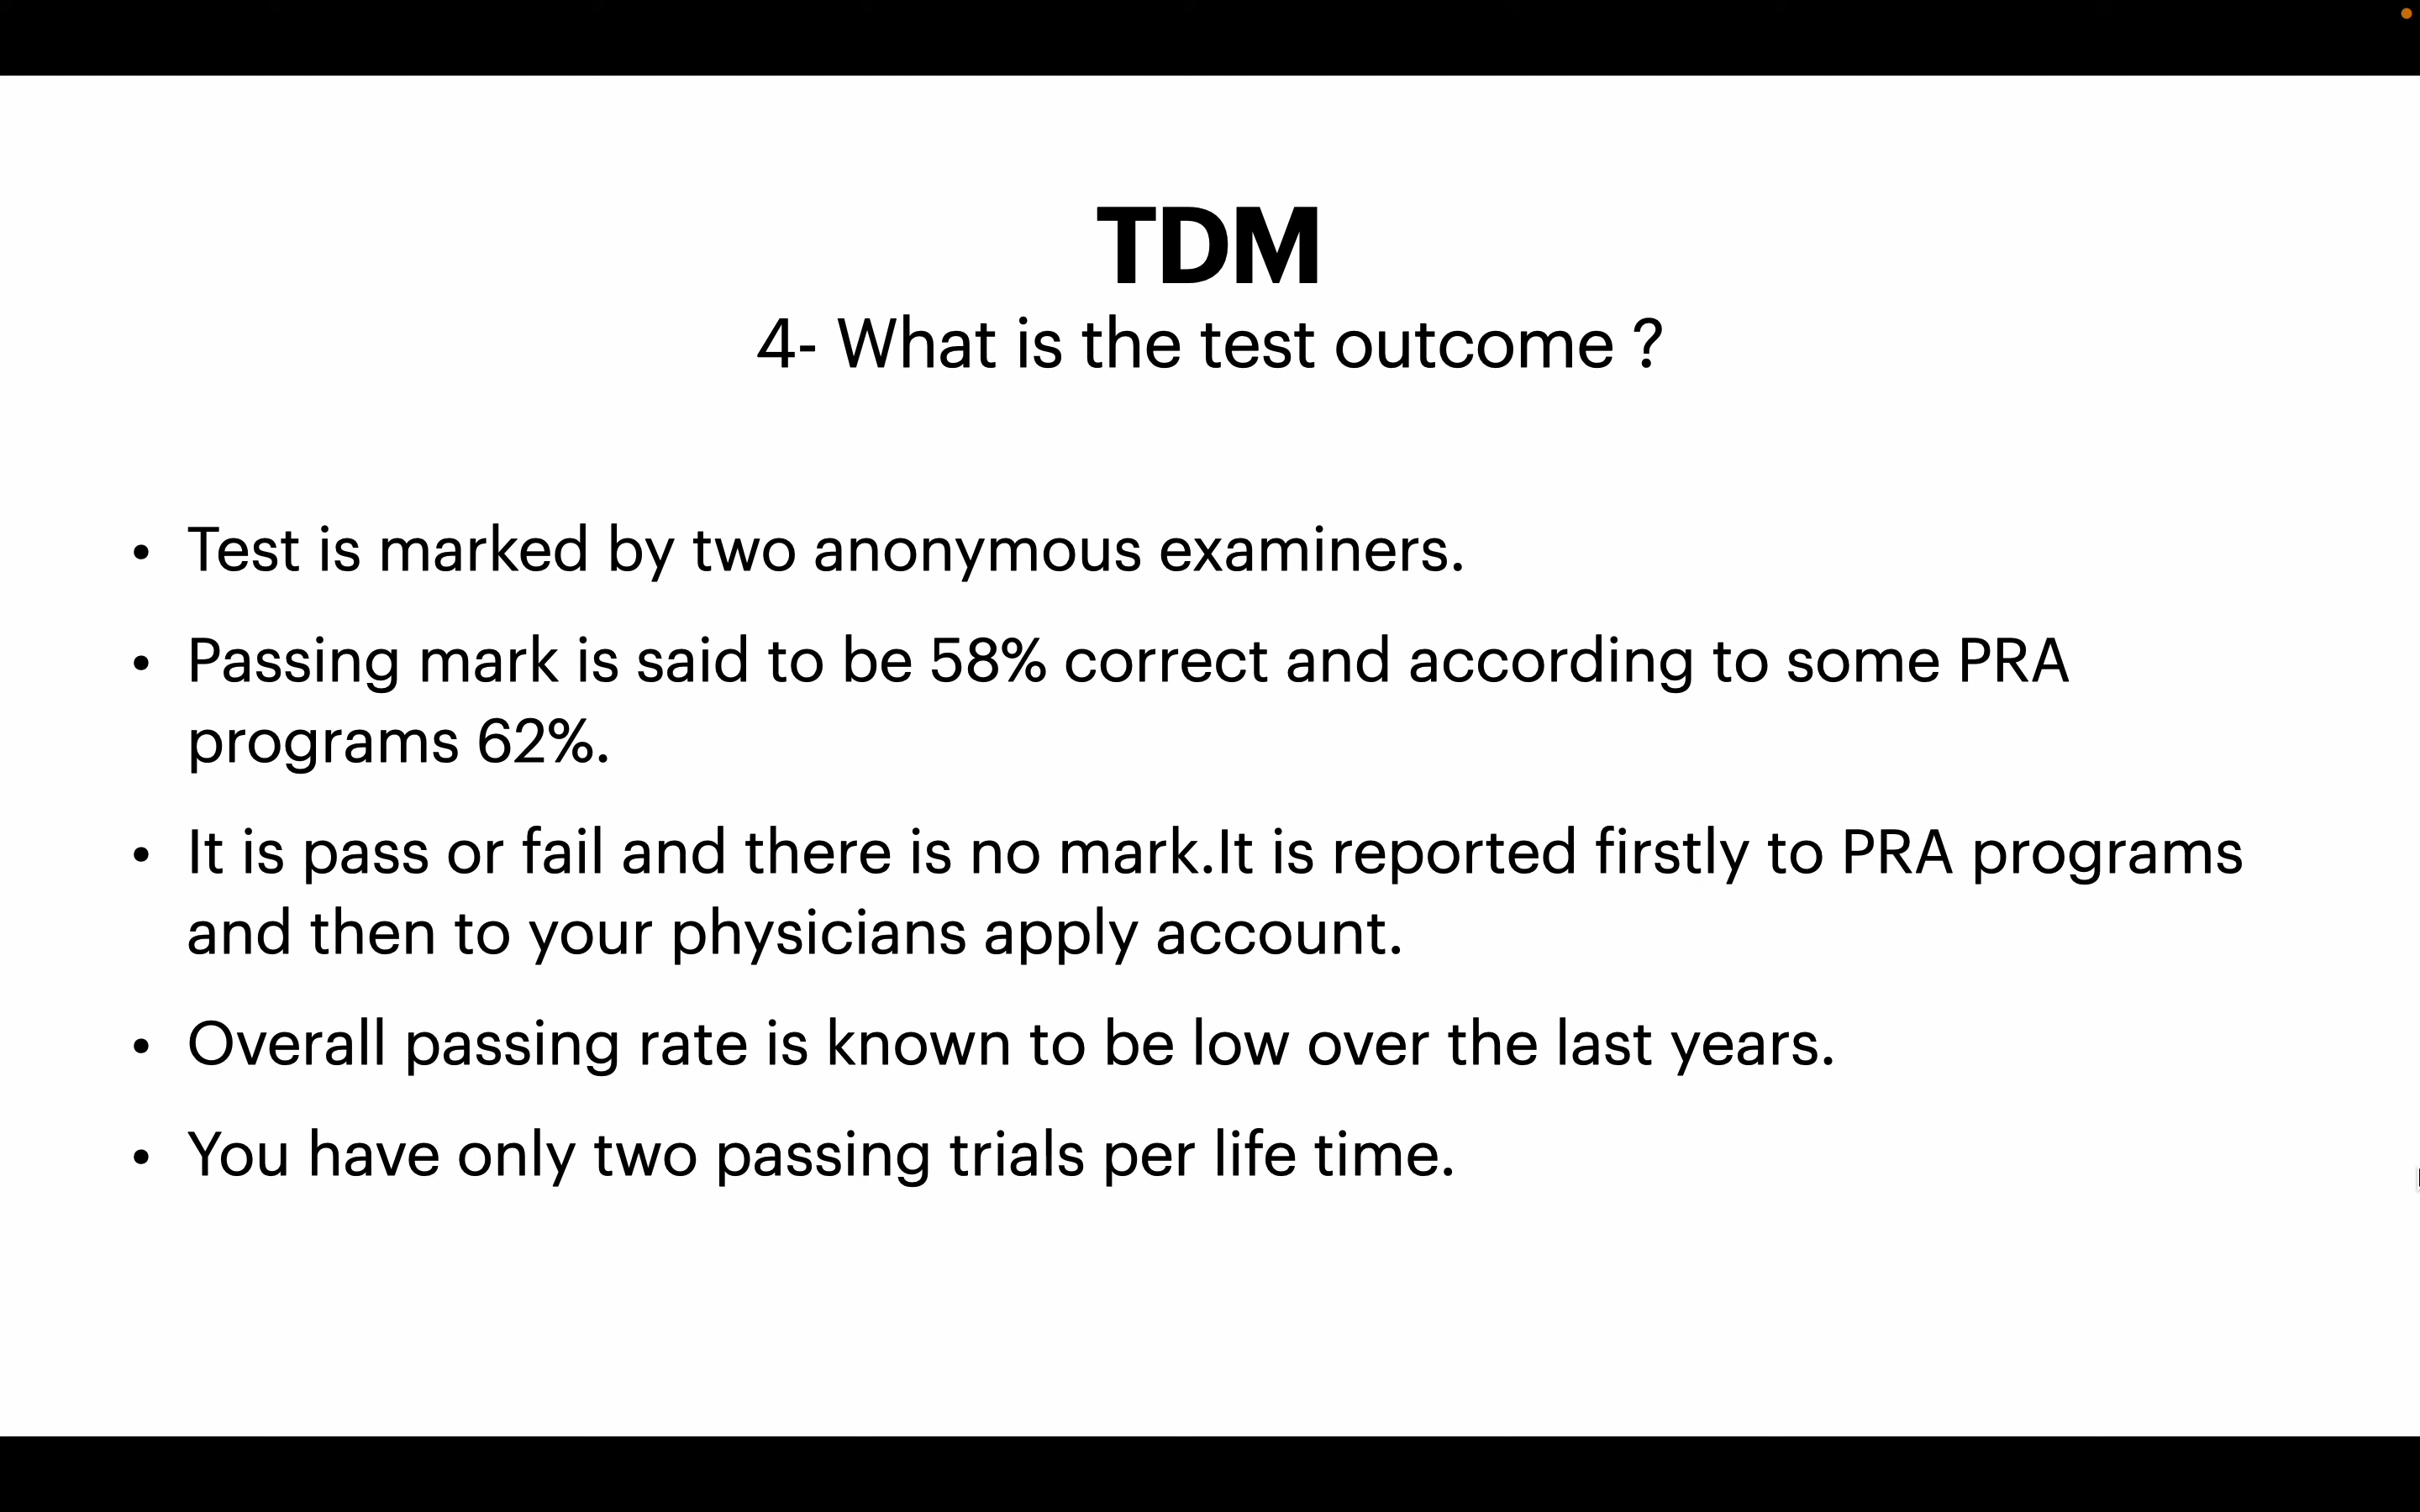 TDM
4- What is the test outcome ?
• Test is marked by two anonymous examiners.
• Passing mark is said to be 58% correct and according to some PRA
programs 62%.
• It is pass or fail and there is no mark.It is reported firstly to PRA programs
and then to your physicians apply account.
• Overall passing rate is known to be low over the last years.
• You have only two passing trials per life time.